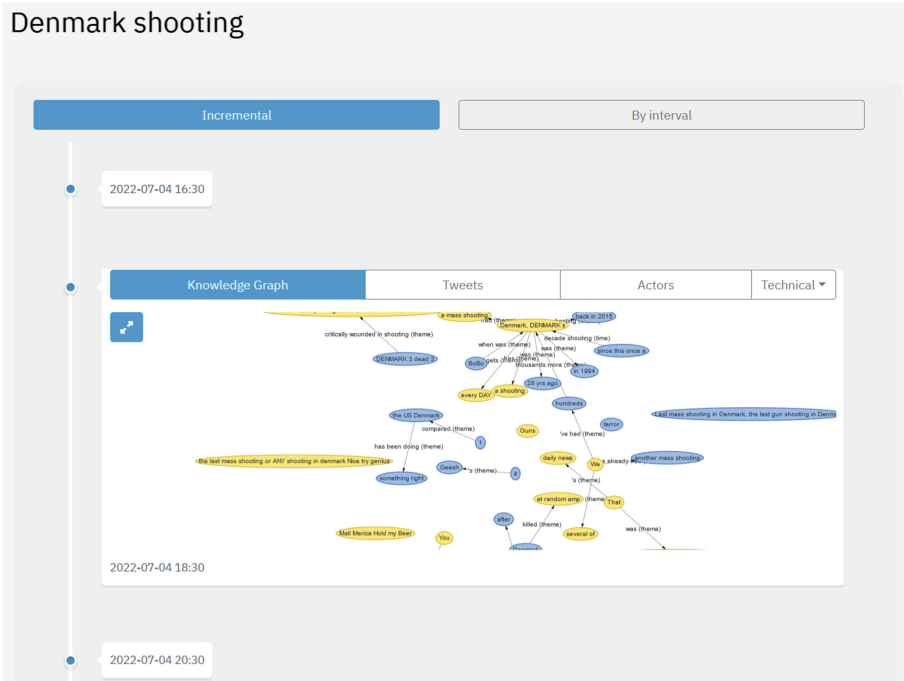 Denmark shooting
Incremental
By interval
2022-07-04 16:30
Knowledge Graph
Tweets
Actors
Technical
a mass shooting
back in 2015
Denmark, DENMARK s
critically wounded in shooting (theme)
decade shooting (time)
when was (theme)
was (theme)
since this once a
DENMARK 3 dead 3
BoBo
thousands more (theme)
in 1994
28 yrs ago
every DAY
a shooting
hundreds
the US Denmark
Last mass shooting in Denmark, the last gun shooting in Denm
compared (theme)
Guns
terror
've had (theme)
has been doing (theme)
the last mass shooting or ANY shooting in denmark Nice try genius
Geesh
's (theme)
it
daily news
We
another mass shooting
something right
's (theme)
at random amp
That
after
killed (theme)
was (theme)
Mall Merica Hold my Beer
You
several of
Denmark
2022-07-04 18:30
2022-07-04 20:30